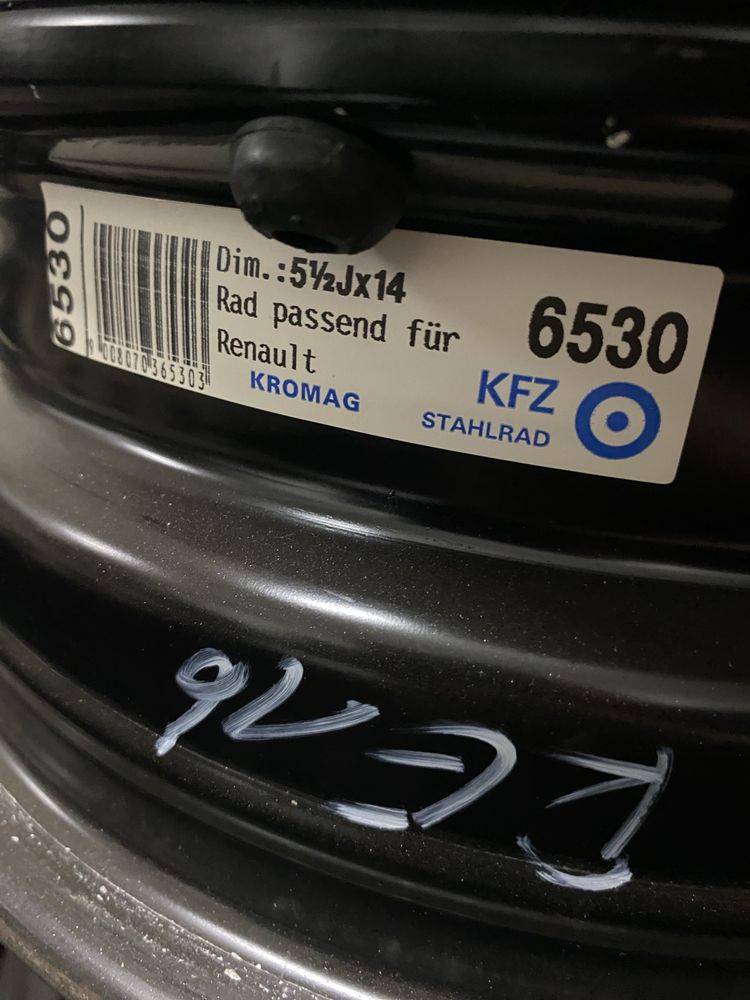 6530
9008070365303
Dim.:5½Jx14
Rad passend für
Renault
KROMAG
6530
KFZ
STAHLRAD